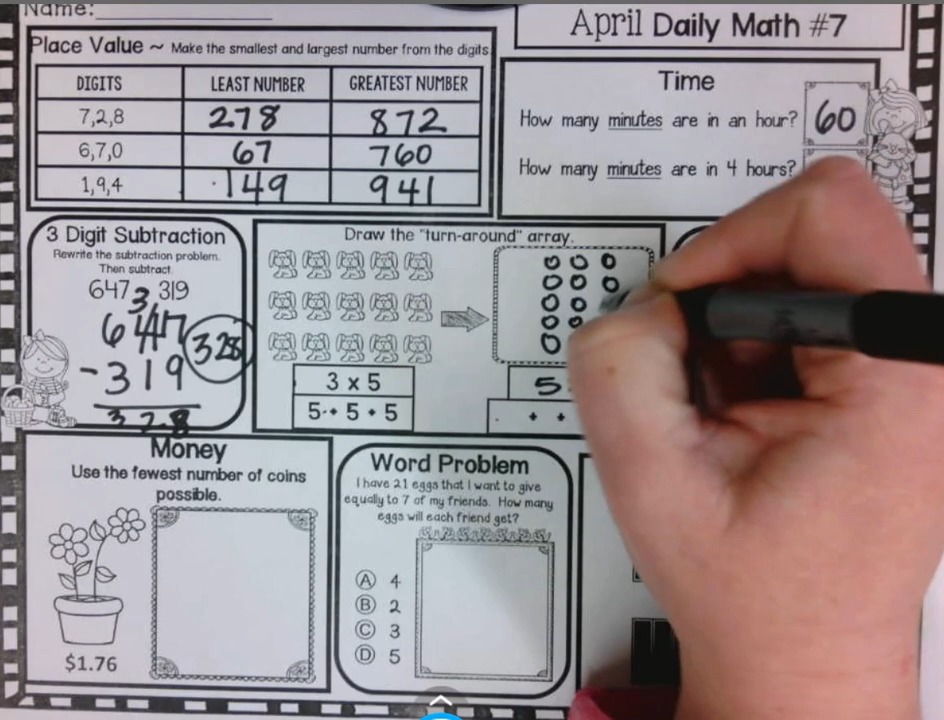 Name:
April Daily Math #7
Place Value ~ Make the smallest and largest number from the digits
DIGITS LEAST NUMBER GREATEST NUMBER
7,2,8 278 872
6,7,0 67 760
1,9,4 149 941
Time
How many minutes are in an hour? 60
How many minutes are in 4 hours?
3 Digit Subtraction
Rewrite the subtraction problem.
Then subtract.
647 319
3 1
647
- 319
328
328
Draw the "turn-around" array.
3 x 5
5 + 5 + 5
5
+ +
Money
Use the fewest number of coins
possible.
$1.76
Word Problem
I have 21 eggs that I want to give
equally to 7 of my friends. How many
eggs will each friend get?
A 4
B 2
C 3
D 5